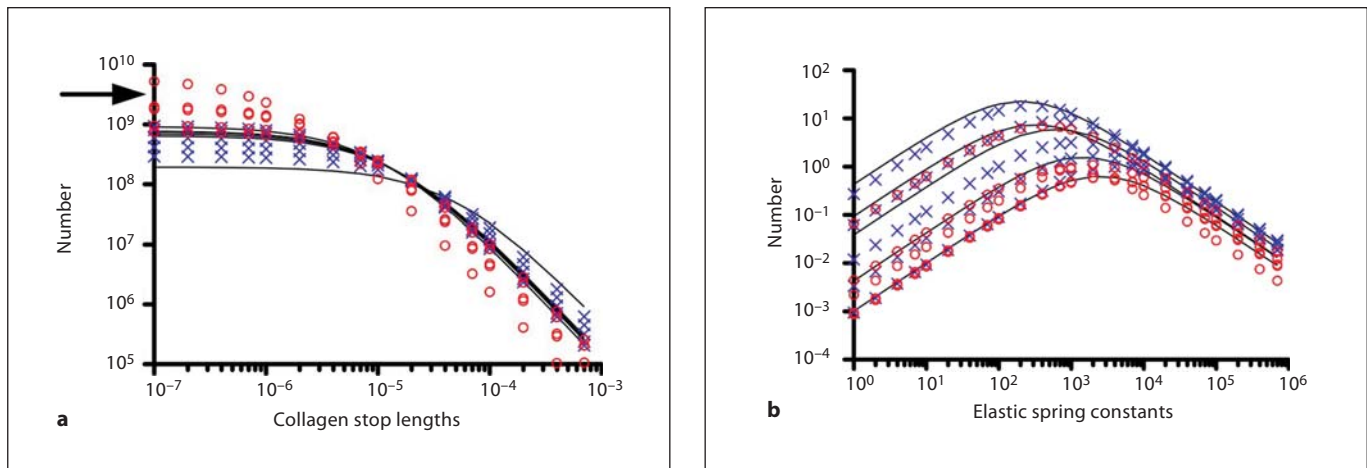 10¹⁰
10⁹
10⁸
10⁷
10⁶
10⁵
Number
10⁻⁷ 10⁻⁶ 10⁻⁵ 10⁻⁴ 10⁻³
a Collagen stop lengths
10²
10¹
10⁰
10⁻¹
10⁻²
10⁻³
10⁻⁴
Number
10⁰ 10¹ 10² 10³ 10⁴ 10⁵ 10⁶
b Elastic spring constants